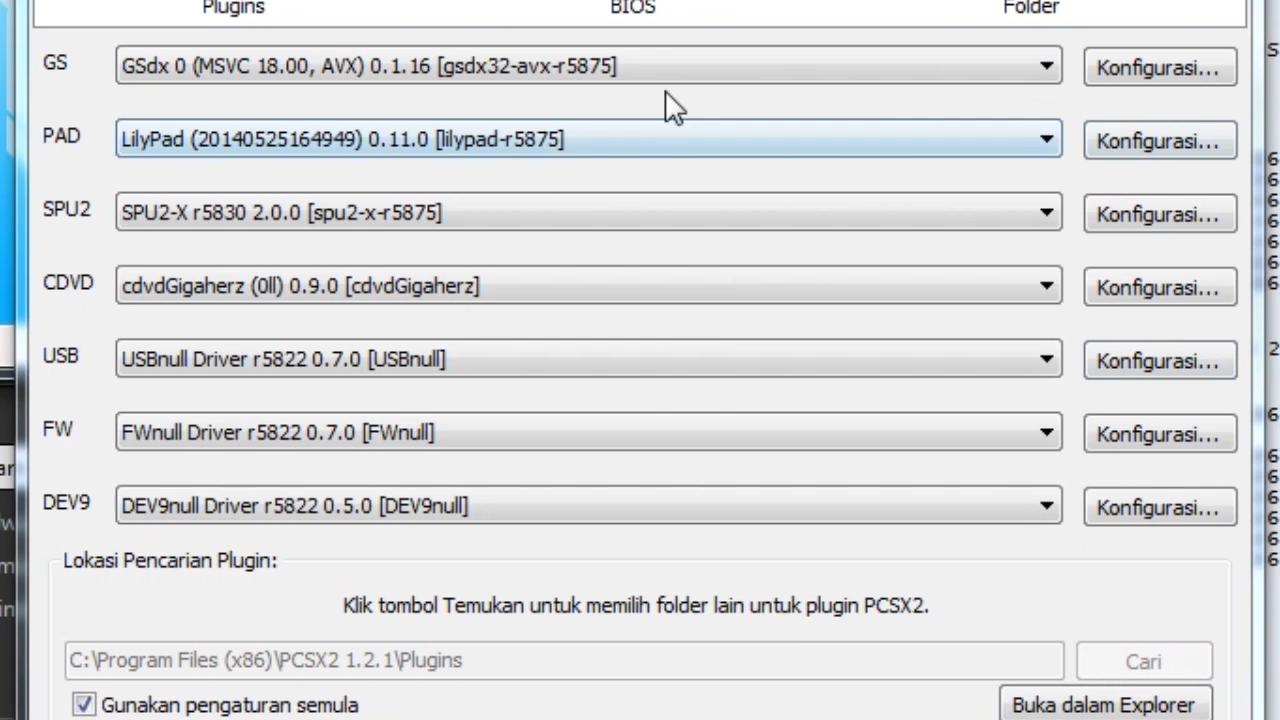 Plugins BIOS Folder
GS GSdx 0 (MSVC 18.00, AVX) 0.1.16 [gsdx32-avx-r5875] Konfigurasi...
PAD LilyPad (20140525164949) 0.11.0 [lilypad-r5875] Konfigurasi...
SPU2 SPU2-X r5830 2.0.0 [spu2-x-r5875] Konfigurasi...
CDVD cdvdGigaherz (0ll) 0.9.0 [cdvdGigaherz] Konfigurasi...
USB USBnull Driver r5822 0.7.0 [USBnull] Konfigurasi...
FW FWnull Driver r5822 0.7.0 [FWnull] Konfigurasi...
DEV9 DEV9null Driver r5822 0.5.0 [DEV9null] Konfigurasi...
Lokasi Pencarian Plugin:
Klik tombol Temukan untuk memilih folder lain untuk plugin PCSX2.
C:\Program Files (x86)\PCSX2 1.2.1\Plugins Cari
Gunakan pengaturan semula Buka dalam Explorer